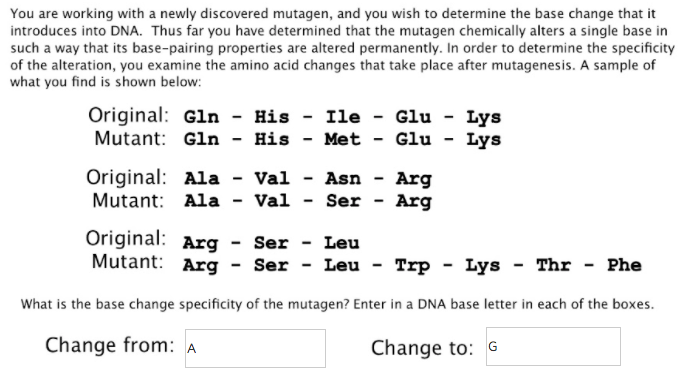 You are working with a newly discovered mutagen, and you wish to determine the base change that it
introduces into DNA. Thus far you have determined that the mutagen chemically alters a single base in
such a way that its base-pairing properties are altered permanently. In order to determine the specificity
of the alteration, you examine the amino acid changes that take place after mutagenesis. A sample of
what you find is shown below:
Original: Gln - His - Ile - Glu - Lys
Mutant: Gln - His - Met - Glu - Lys
Original: Ala - Val - Asn - Arg
Mutant: Ala - Val - Ser - Arg
Original: Arg - Ser - Leu
Mutant: Arg - Ser - Leu - Trp - Lys - Thr - Phe
What is the base change specificity of the mutagen? Enter in a DNA base letter in each of the boxes.
Change from: A Change to: G